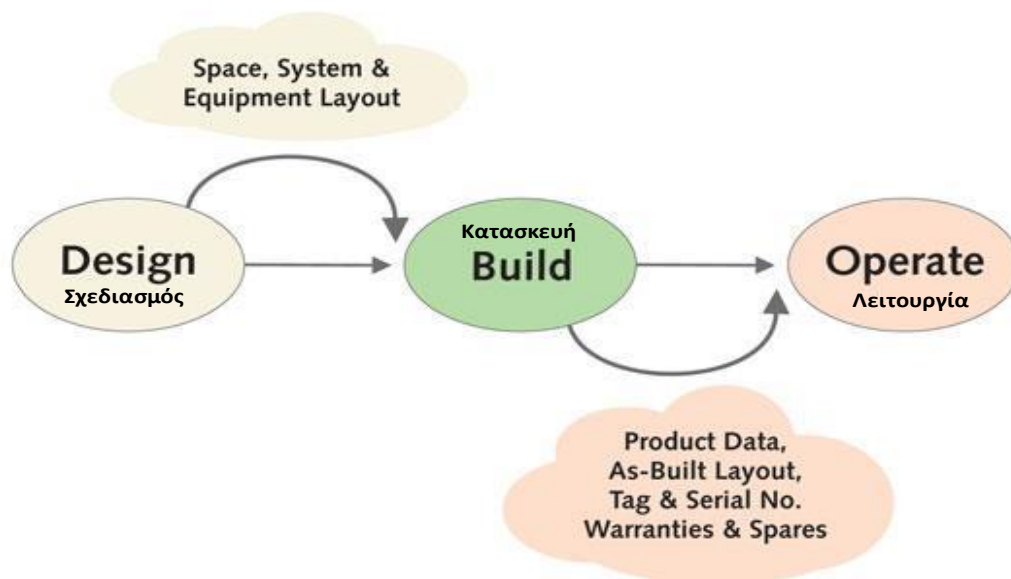 Space, System &
Equipment Layout
Design
Σχεδιασμός
Κατασκευή
Build
Operate
Λειτουργία
Product Data,
As-Built Layout,
Tag & Serial No.
Warranties & Spares